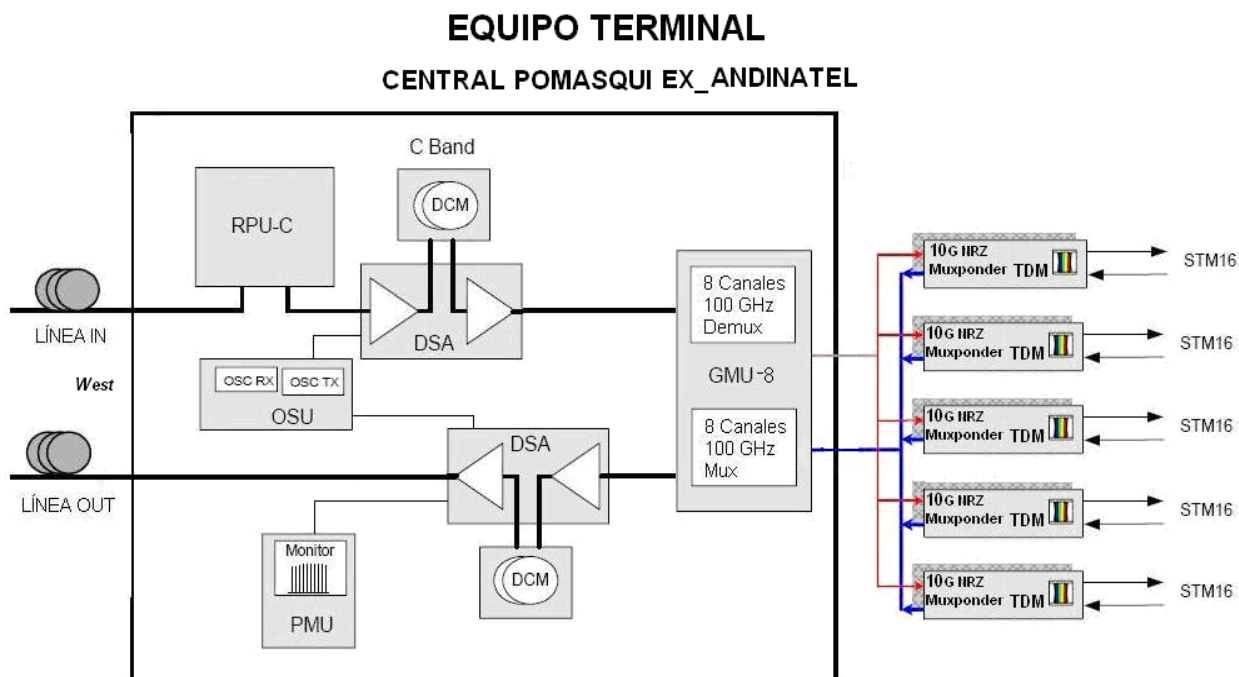 EQUIPO TERMINAL
CENTRAL POMASQUI EX_ANDINATEL
C Band
DCM
RPU-C
DSA
LÍNEA IN
West
OSC RX
OSC TX
OSU
8 Canales
100 GHz
Demux
GMU-8
8 Canales
100 GHz
Mux
DSA
DCM
LÍNEA OUT
Monitor
PMU
10G NRZ
Muxponder TDM
STM16
10G NRZ
Muxponder TDM
STM16
10G NRZ
Muxponder TDM
STM16
10G NRZ
Muxponder TDM
STM16
10G NRZ
Muxponder TDM
STM16